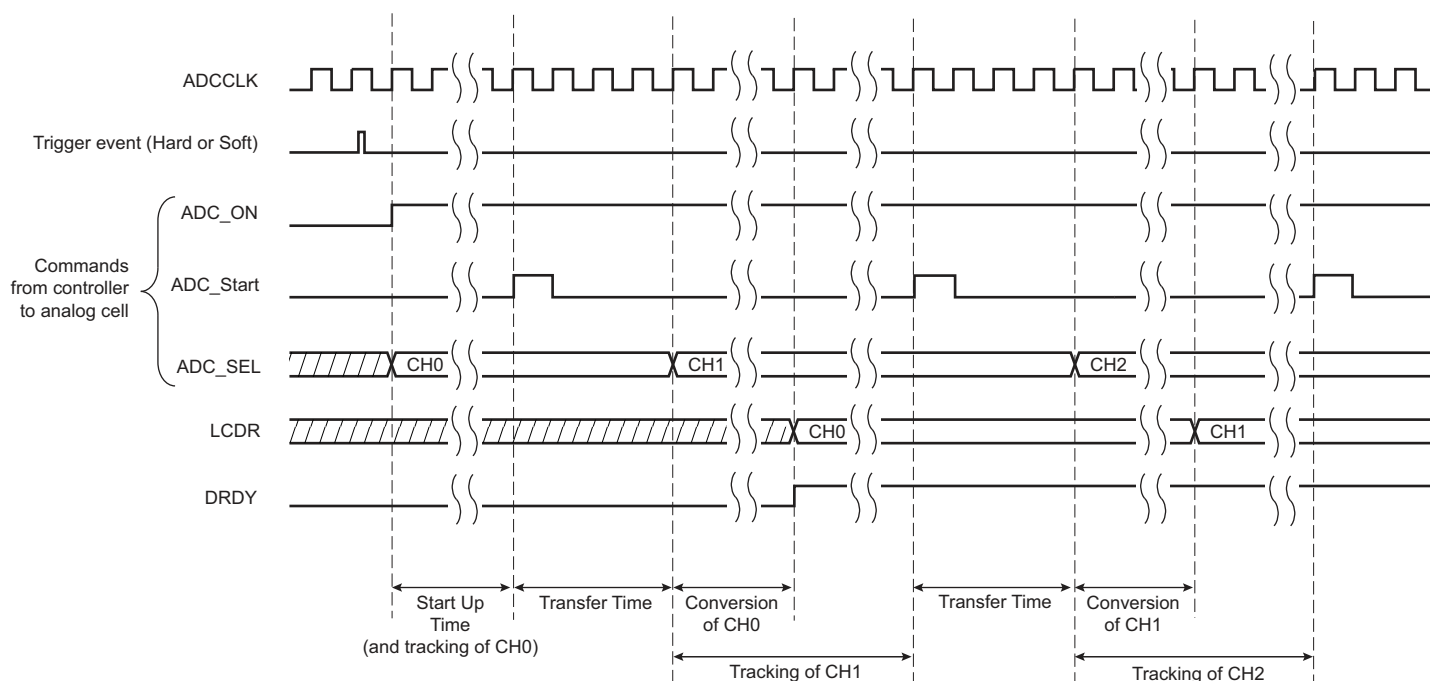 ADCCLK
Trigger event (Hard or Soft)
ADC_ON
Commands
from controller
to analog cell
ADC_Start
ADC_SEL
CH0
CH1
CH2
LCDR
CH0
CH1
DRDY
Start Up
Time
(and tracking of CH0)
Transfer Time
Conversion
of CH0
Transfer Time
Conversion
of CH1
Tracking of CH1
Tracking of CH2